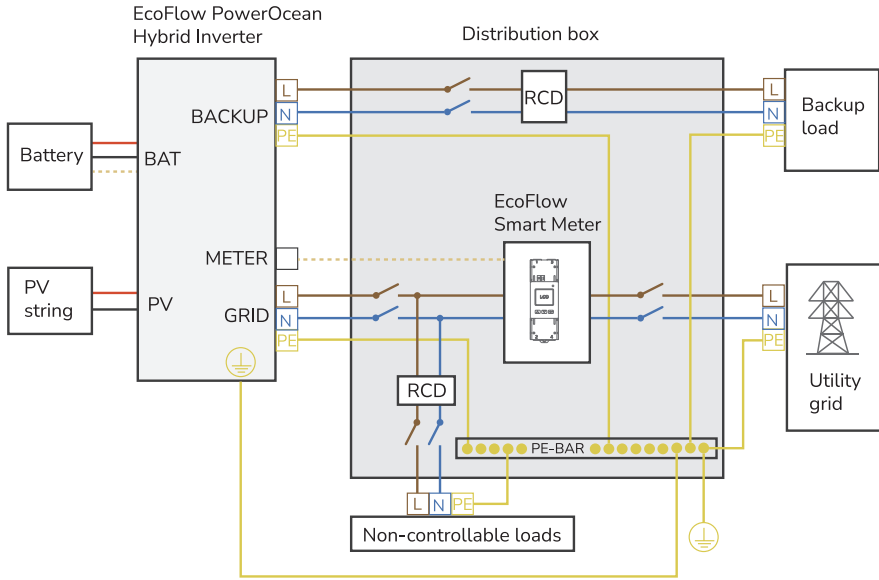 EcoFlow PowerOcean
Hybrid Inverter
Distribution box
L
N
PE
BACKUP
RCD
L
N
PE
Backup
load
Battery
BAT
EcoFlow
Smart Meter
METER
PV
string
PV
GRID
L
N
PE
L
N
PE
Utility
grid
RCD
PE-BAR
L
N
PE
Non-controllable loads